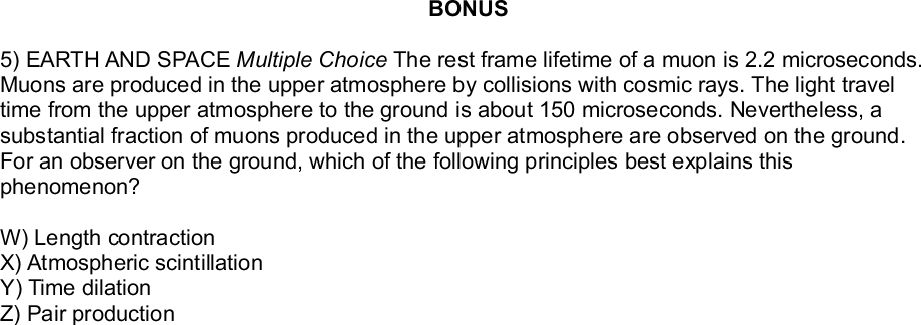 BONUS
5) EARTH AND SPACE Multiple Choice The rest frame lifetime of a muon is 2.2 microseconds.
Muons are produced in the upper atmosphere by collisions with cosmic rays. The light travel
time from the upper atmosphere to the ground is about 150 microseconds. Nevertheless, a
substantial fraction of muons produced in the upper atmosphere are observed on the ground.
For an observer on the ground, which of the following principles best explains this
phenomenon?
W) Length contraction
X) Atmospheric scintillation
Y) Time dilation
Z) Pair production